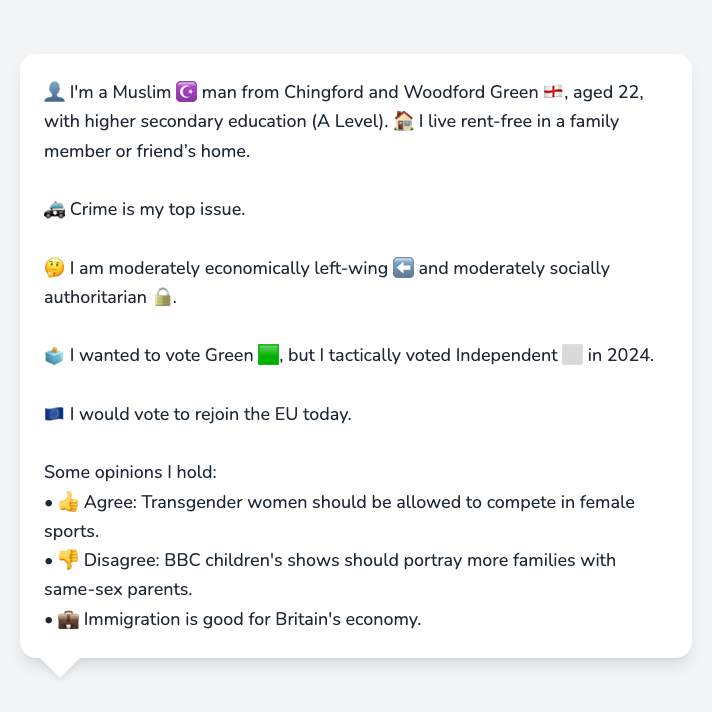 👤 I'm a Muslim ☪️ man from Chingford and Woodford Green 🏴󠁧󠁢󠁥󠁮󠁧󠁿, aged 22,
with higher secondary education (A Level). 🏠 I live rent-free in a family
member or friend’s home.
🚓 Crime is my top issue.
🤔 I am moderately economically left-wing ⬅️ and moderately socially
authoritarian 🔒.
🗳️ I wanted to vote Green 🟩, but I tactically voted Independent ⬜ in 2024.
🇪🇺 I would vote to rejoin the EU today.
Some opinions I hold:
• 👍 Agree: Transgender women should be allowed to compete in female
sports.
• 👎 Disagree: BBC children's shows should portray more families with
same-sex parents.
• 💼 Immigration is good for Britain's economy.